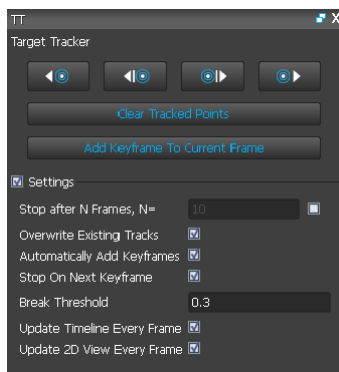 TT
X
Target Tracker
Clear Tracked Points
Add Keyframe To Current Frame
Settings
Stop after N Frames, N= 10
Overwrite Existing Tracks
Automatically Add Keyframes
Stop On Next Keyframe
Break Threshold 0.3
Update Timeline Every Frame
Update 2D View Every Frame